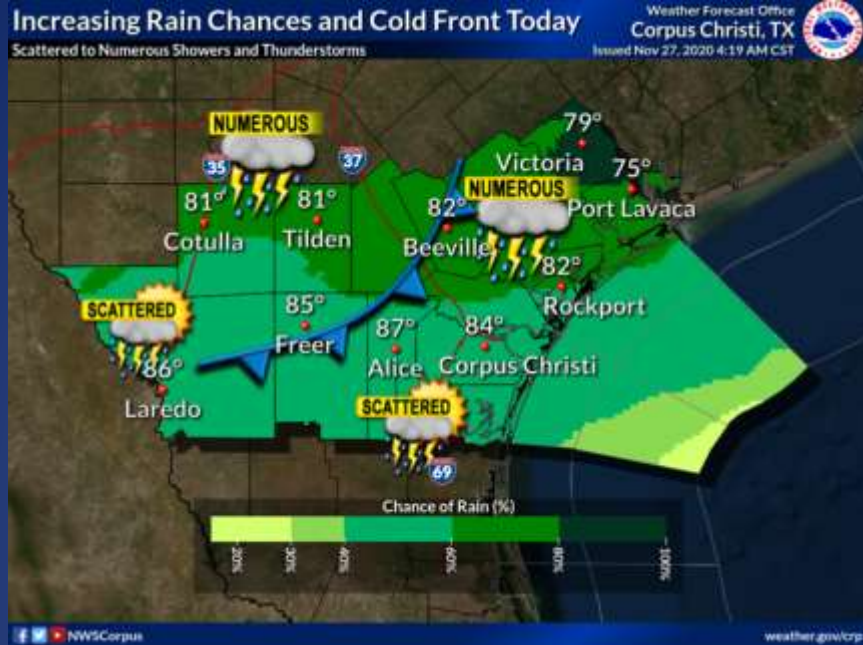 Increasing Rain Chances and Cold Front Today
Scattered to Numerous Showers and Thunderstorms
Weather Forecast Office
Corpus Christi, TX
Issued Nov 27, 2020 4:19 AM CST
NUMEROUS
35
37
79°
Victoria
75°
Port Lavaca
NUMEROUS
81°
Cotulla
81°
Tilden
82°
Beeville
82°
Rockport
SCATTERED
86°
Laredo
85°
Freer
87°
Alice
84°
Corpus Christi
SCATTERED
69
Chance of Rain (%)
20%
30%
40%
60%
80%
100%
NWSCorpus
weather.gov/crp